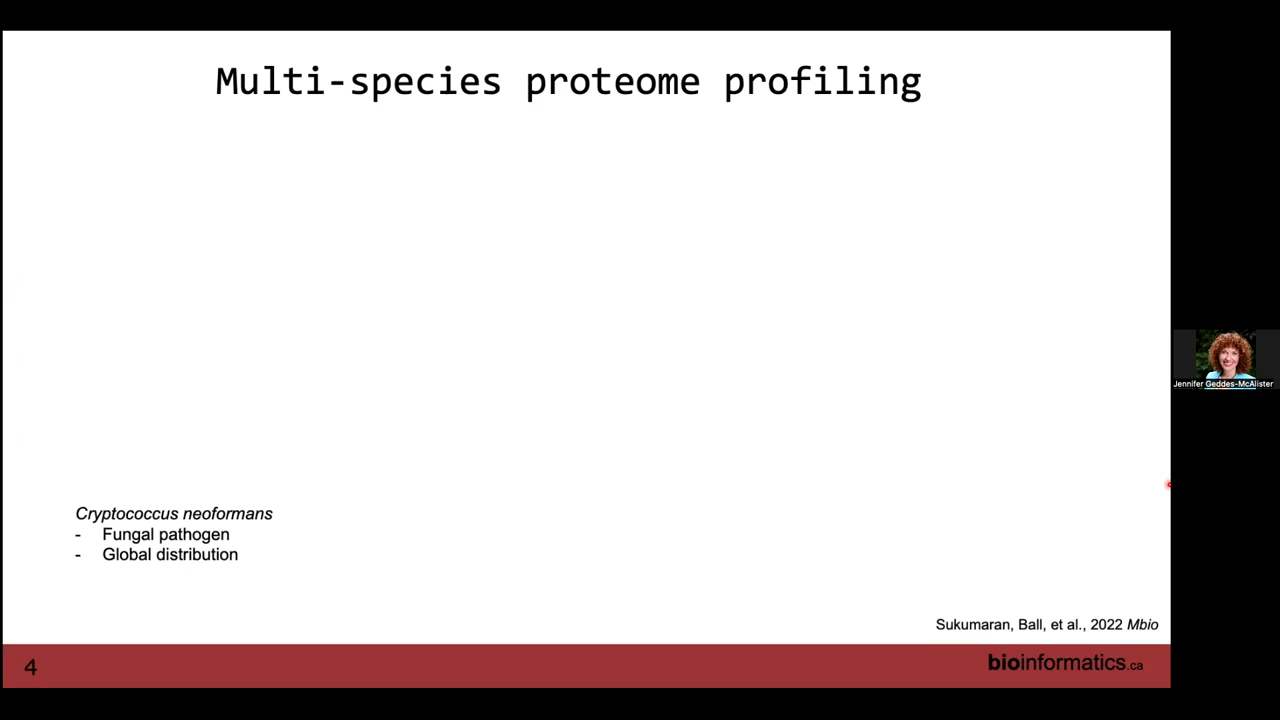 Multi-species proteome profiling
Jennifer Geddes-McAlister
Cryptococcus neoformans
- Fungal pathogen
- Global distribution
Sukumaran, Ball, et al., 2022 Mbio
4
bioinformatics.ca